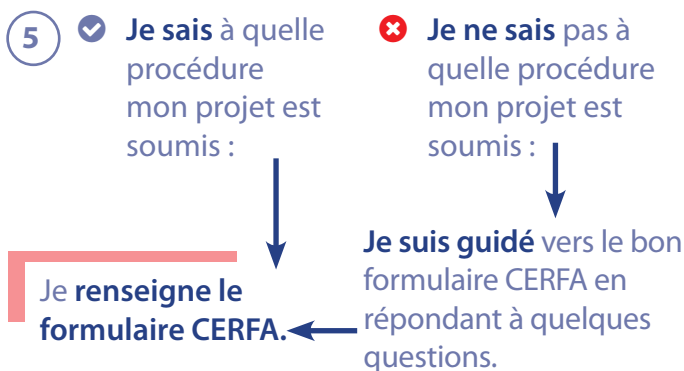 5
Je sais à quelle
procédure
mon projet est
soumis :
Je ne sais pas à
quelle procédure
mon projet est
soumis :
Je suis guidé vers le bon
formulaire CERFA en
répondant à quelques
questions.
Je renseigne le
formulaire CERFA.